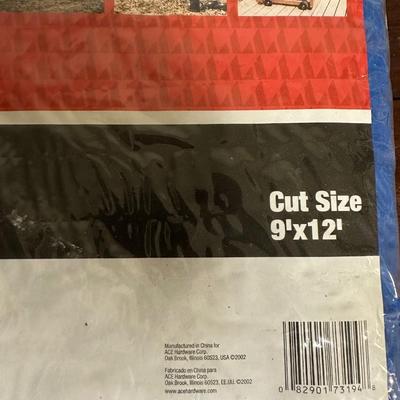 Cut Size
9'x12'
Manufactured in China for
ACE Hardware Corp.
Oak Brook, Illinois 60523, USA ©2002
Fabricado en China para
ACE Hardware Corp.
Oak Brook, Illinois 60523, EE.UU. ©2002
www.acehardware.com
0 82901 73194 8